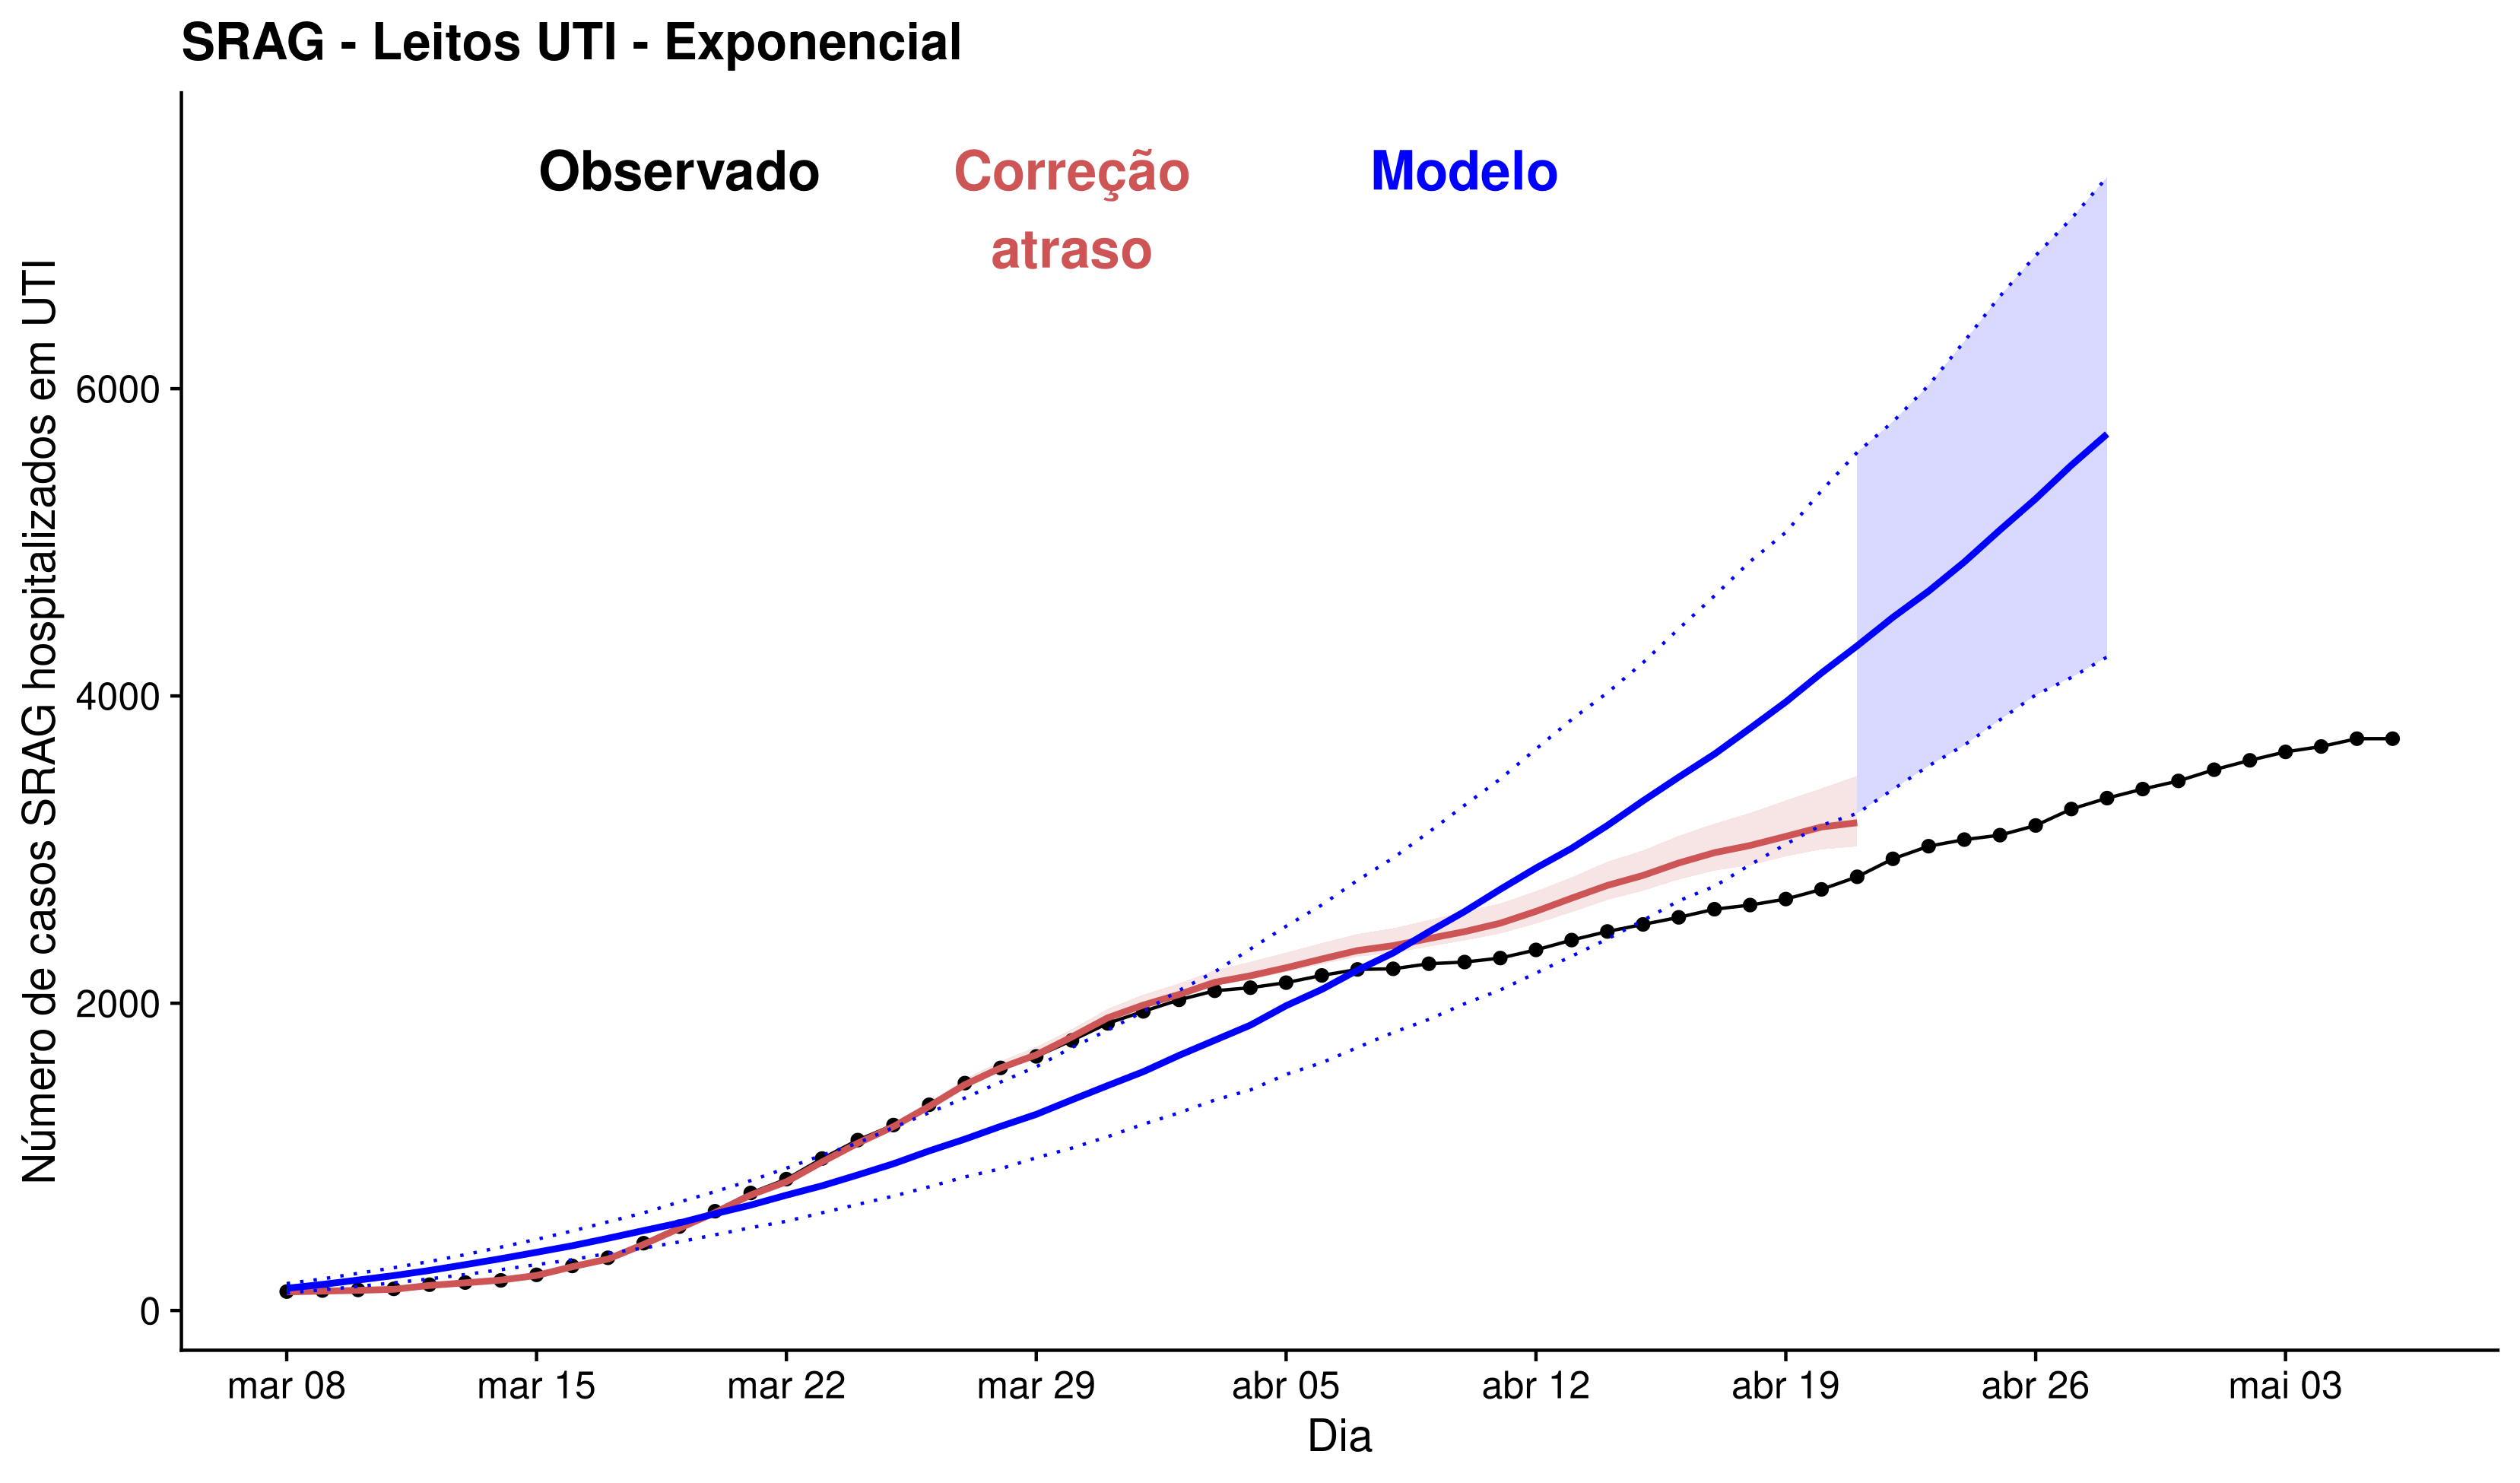 SRAG - Leitos UTI - Exponencial
Observado
Correção
atraso
Modelo
Número de casos SRAG hospitalizados em UTI
6000
4000
2000
0
mar 08 mar 15 mar 22 mar 29 abr 05 abr 12 abr 19 abr 26 mai 03
Dia